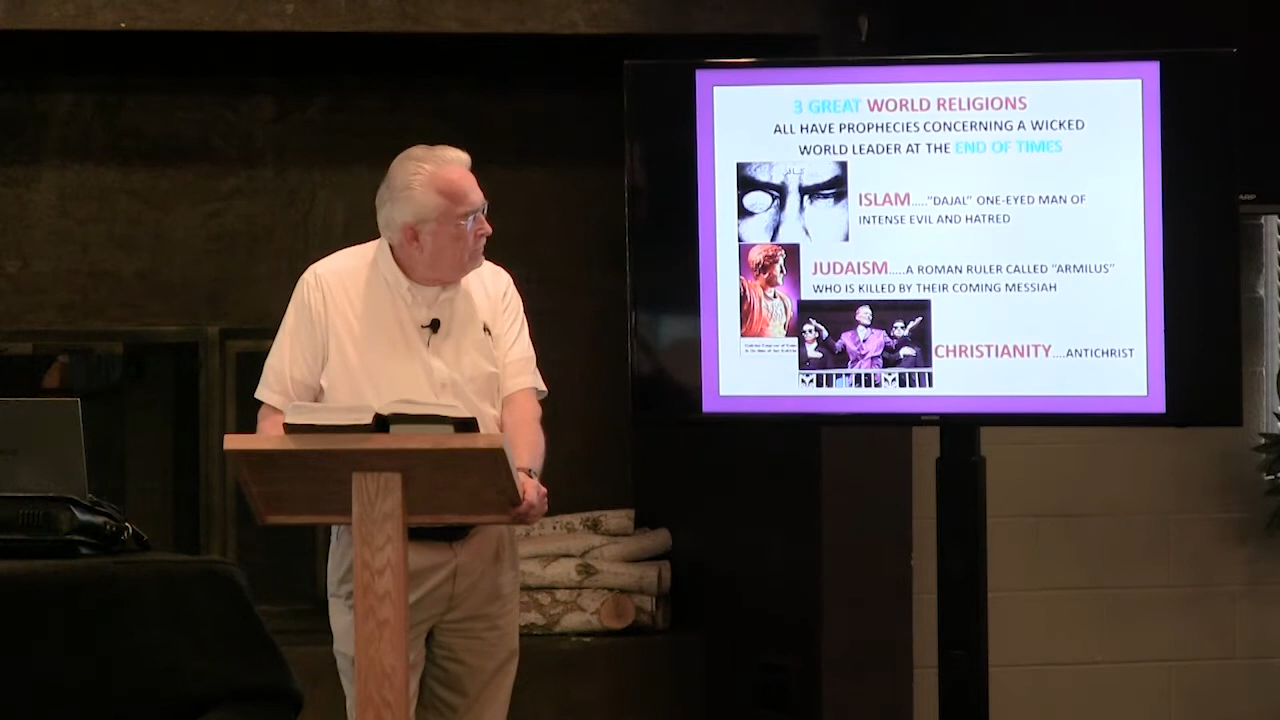 3 GREAT WORLD RELIGIONS
ALL HAVE PROPHECIES CONCERNING A WICKED
WORLD LEADER AT THE END OF TIMES
كافر
ISLAM....."DAJAL" ONE-EYED MAN OF
INTENSE EVIL AND HATRED
JUDAISM.....A ROMAN RULER CALLED "ARMILUS"
WHO IS KILLED BY THEIR COMING MESSIAH
CHRISTIANITY....ANTICHRIST